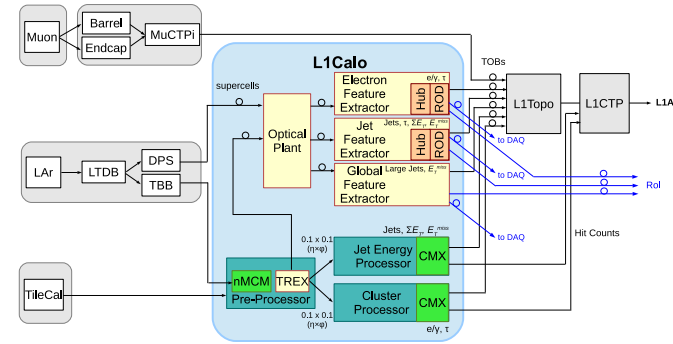 Muon
Barrel
Endcap
MuCTPi
L1Calo
TOBs
supercells
Optical
Plant
Electron
Feature
Extractor
e/γ, τ
Hub
ROD
Jet
Feature
Extractor
Jets, τ, ΣE_T, E_T^miss
Hub
ROD
Global
Feature
Extractor
Large Jets, E_T^miss
L1Topo
L1CTP
L1A
to DAQ
to DAQ
to DAQ
RoI
Hit Counts
LAr
LTDB
DPS
TBB
TileCal
nMCM
TREX
Pre-Processor
0.1 x 0.1
(η×φ)
0.1 x 0.1
(η×φ)
Jets, ΣE_T, E_T^miss
Jet Energy
Processor
CMX
Cluster
Processor
CMX
e/γ, τ